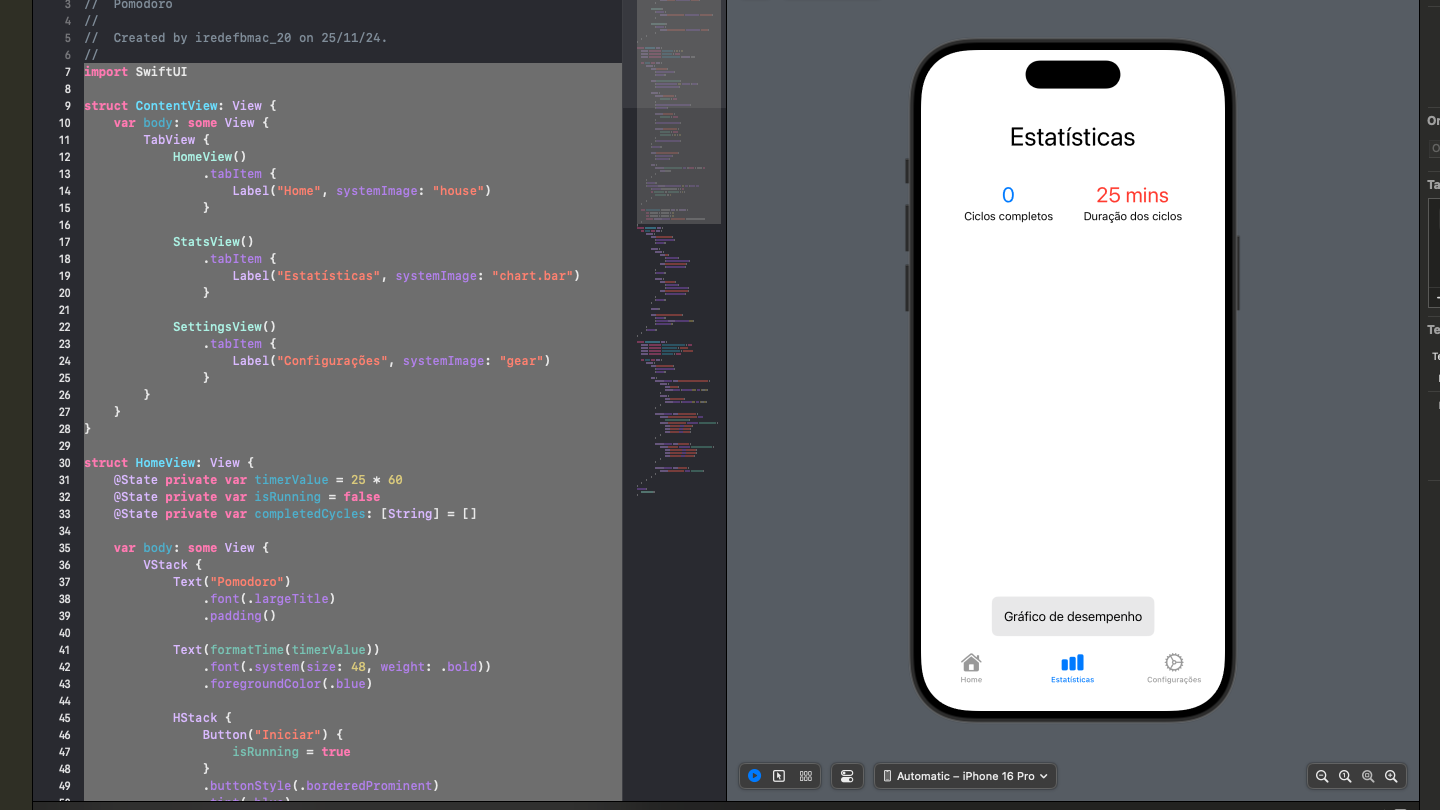 3 //  Pomodoro
4 //
5 //  Created by iredefbmac_20 on 25/11/24.
6 //
7 import SwiftUI
8
9 struct ContentView: View {
10     var body: some View {
11         TabView {
12             HomeView()
13                 .tabItem {
14                     Label("Home", systemImage: "house")
15                 }
16
17             StatsView()
18                 .tabItem {
19                     Label("Estatísticas", systemImage: "chart.bar")
20                 }
21
22             SettingsView()
23                 .tabItem {
24                     Label("Configurações", systemImage: "gear")
25                 }
26         }
27     }
28 }
29
30 struct HomeView: View {
31     @State private var timerValue = 25 * 60
32     @State private var isRunning = false
33     @State private var completedCycles: [String] = []
34
35     var body: some View {
36         VStack {
37             Text("Pomodoro")
38                 .font(.largeTitle)
39                 .padding()
40
41             Text(formatTime(timerValue))
42                 .font(.system(size: 48, weight: .bold))
43                 .foregroundColor(.blue)
44
45             HStack {
46                 Button("Iniciar") {
47                     isRunning = true
48                 }
49                 .buttonStyle(.borderedProminent)
Estatísticas
0 25 mins
Ciclos completos Duração dos ciclos
Gráfico de desempenho
Home Estatísticas Configurações
Automatic – iPhone 16 Pro